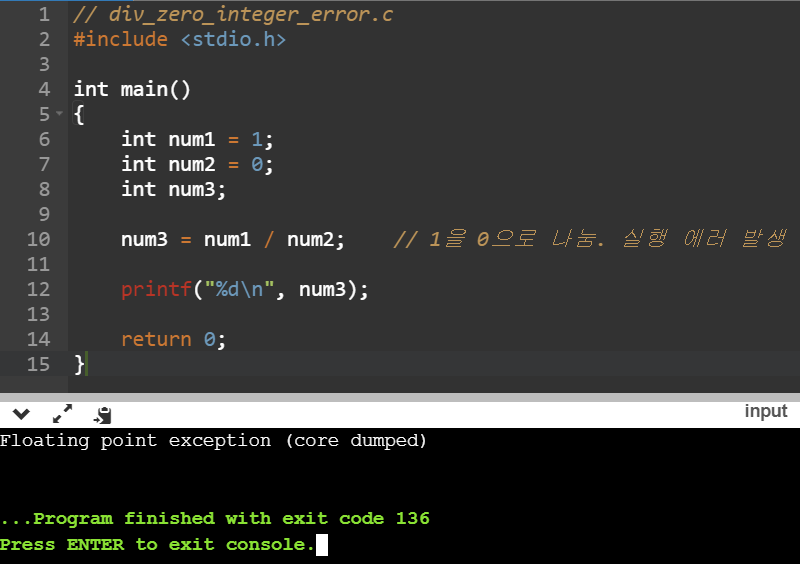 1 // div_zero_integer_error.c
2 #include <stdio.h>
3
4 int main()
5 {
6 int num1 = 1;
7 int num2 = 0;
8 int num3;
9
10 num3 = num1 / num2; // 1을 0으로 나눔. 실행 에러 발생
11
12 printf("%d\n", num3);
13
14 return 0;
15 }
input
Floating point exception (core dumped)
...Program finished with exit code 136
Press ENTER to exit console.